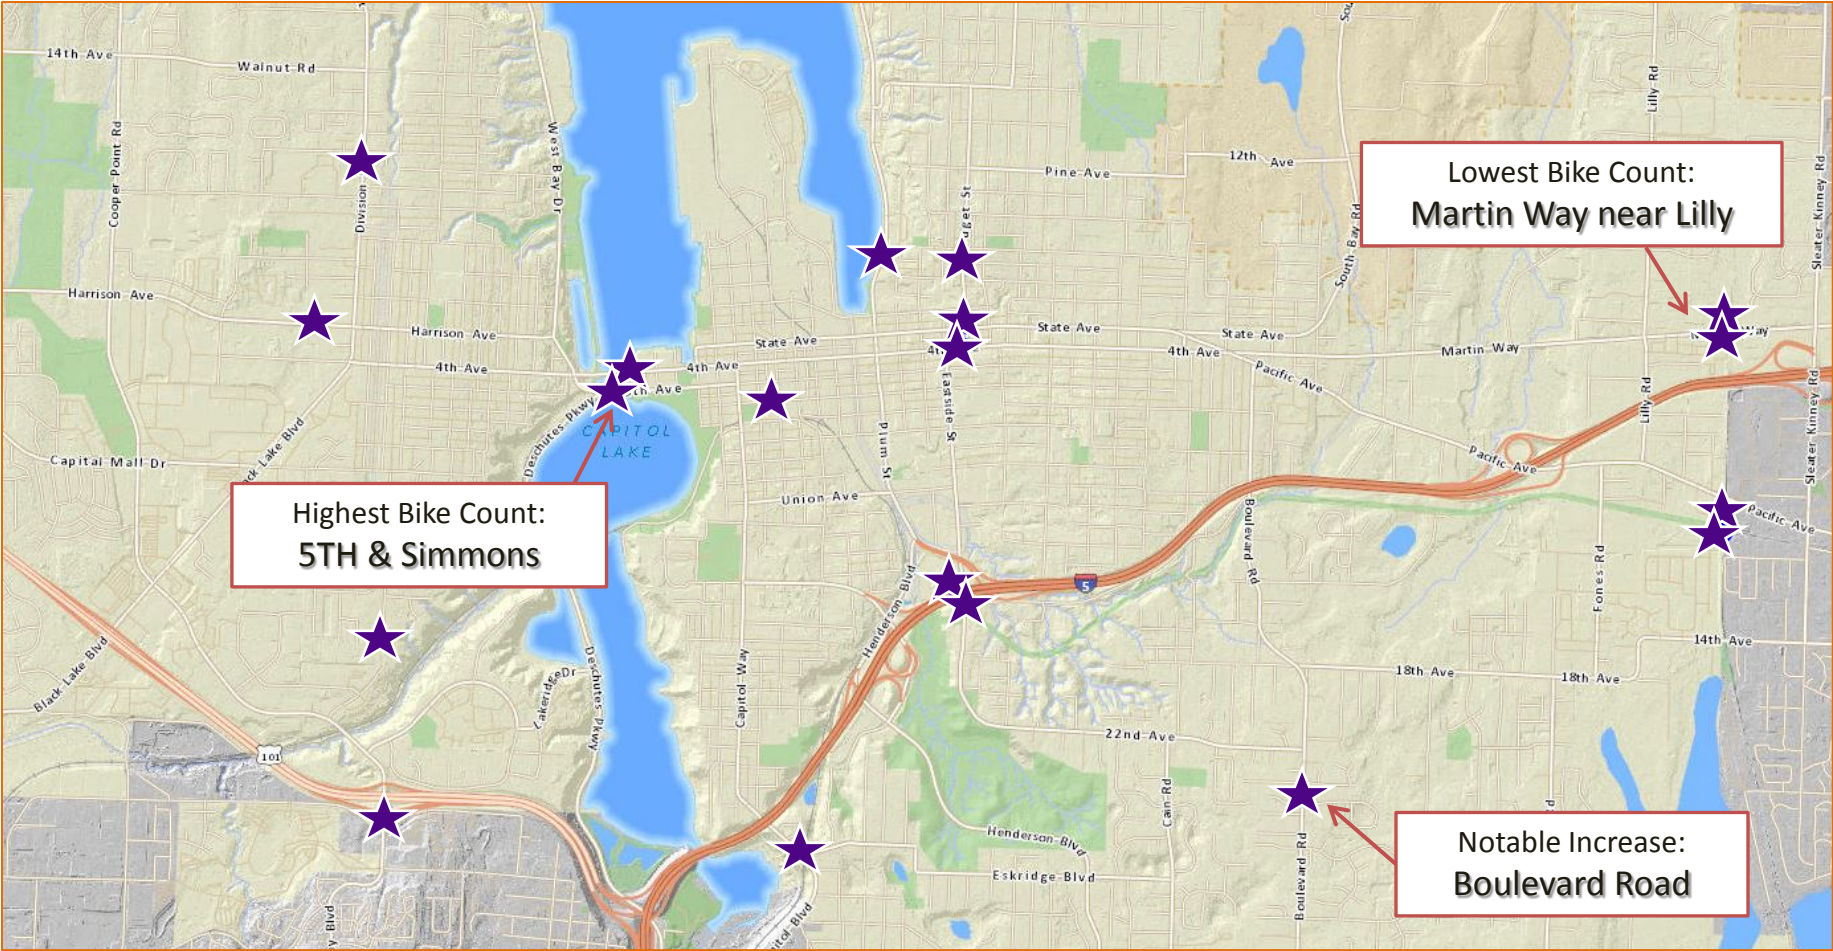 14th Ave
Walnut Rd
Cooper Point Rd
Division
West Bay Dr
Pine Ave
12th Ave
Lilly Rd
Sleater Kinney Rd
South Bay Rd
Lowest Bike Count:
Martin Way near Lilly
Harrison Ave
Harrison Ave
4th Ave
State Ave
4th Ave
State Ave
State Ave
4th Ave
Martin Way
Way
Pacific Ave
Deschutes Pkwy
CAPITOL
LAKE
Plum St
Eastside St
Lilly Rd
Sleater Kinney Rd
Capital Mall Dr
Lake Blvd
Union Ave
Pacific Ave
Pacific Ave
Highest Bike Count:
5TH & Simmons
Boulevard Rd
Fones Rd
5
Henderson Blvd
Black Lake Blvd
Lakeridge Dr
Deschutes Pkwy
Capitol Way
14th Ave
18th Ave
18th Ave
22nd Ave
101
Cain Rd
Henderson Blvd
Eskridge Blvd
Boulevard Rd
Notable Increase:
Boulevard Road
Blvd